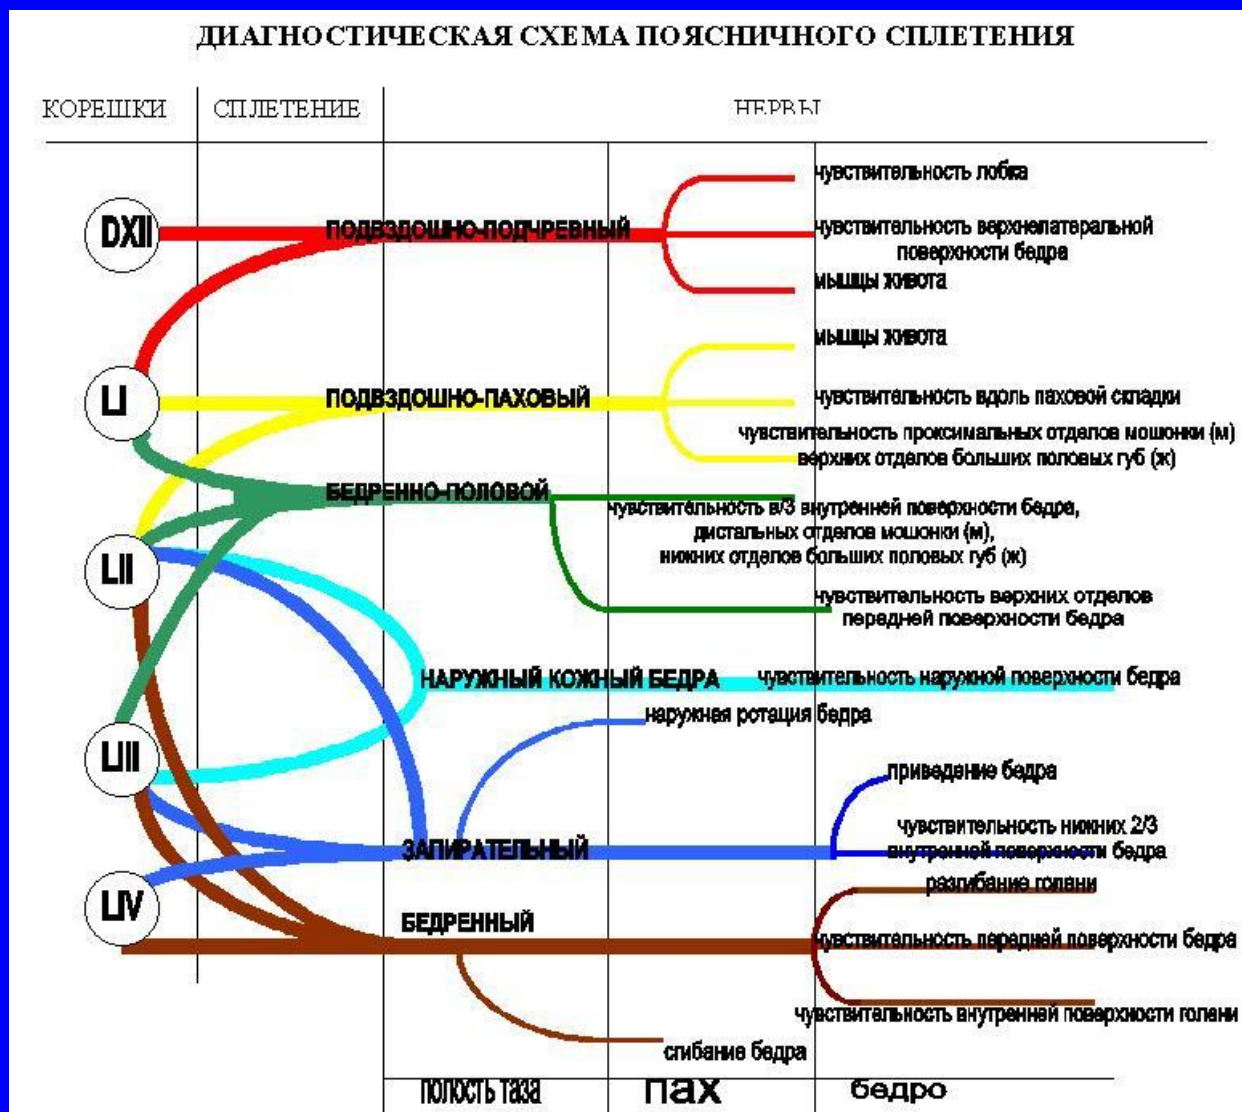 ДИАГНОСТИЧЕСКАЯ СХЕМА ПОЯСНИЧНОГО СПЛЕТЕНИЯ
КОРЕШКИ СПЛЕТЕНИЕ НЕРВЫ
чувствительность лобка
DXII ПОДВЗДОШНО-ПОДЧРЕВНЫЙ чувствительность верхнелатеральной
поверхности бедра
мышцы живота
мышцы живота
LI ПОДВЗДОШНО-ПАХОВЫЙ чувствительность вдоль паховой складки
чувствительность проксимальных отделов мошонки (м)
верхних отделов больших половых губ (ж)
БЕДРЕННО-ПОЛОВОЙ
чувствительность в/3 внутренней поверхности бедра,
дистальных отделов мошонки (м),
нижних отделов больших половых губ (ж)
LII
чувствительность верхних отделов
передней поверхности бедра
НАРУЖНЫЙ КОЖНЫЙ БЕДРА чувствительность наружной поверхности бедра
наружная ротация бедра
LIII
приведение бедра
чувствительность нижних 2/3
внутренней поверхности бедра
ЗАПИРАТЕЛЬНЫЙ
разгибание голани
LIV
БЕДРЕННЫЙ
чувствительность передней поверхности бедра
чувствительность внутренней поверхности голани
сгибание бедра
полость таза пах бедро